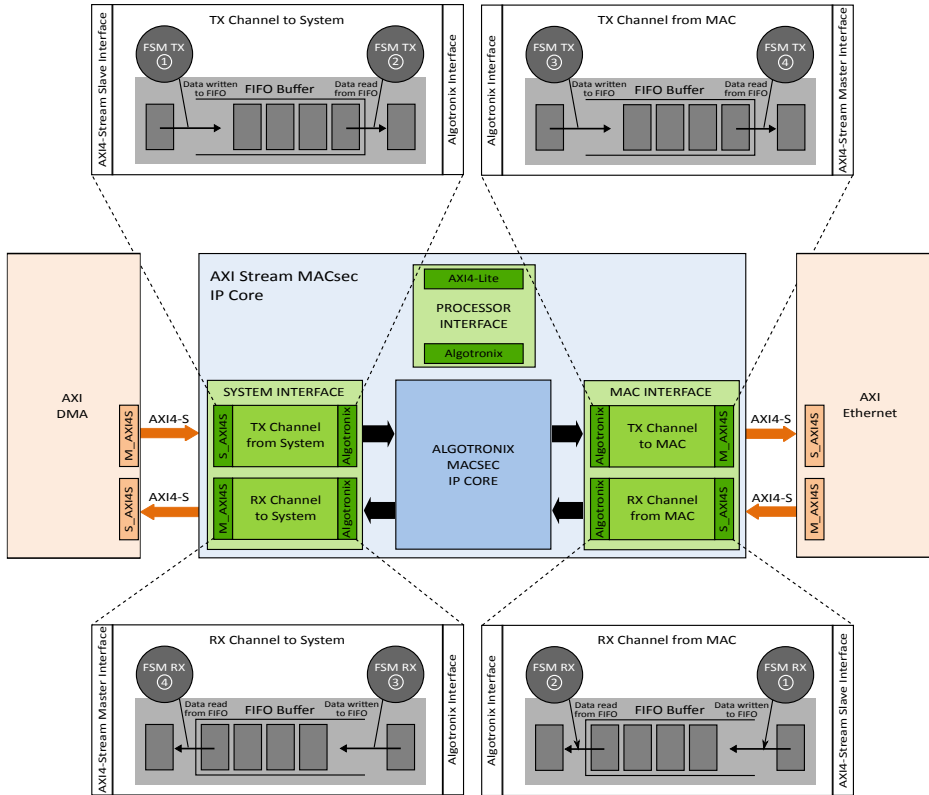 TX Channel to System
AXI4-Stream Slave Interface
FSM TX
①
FSM TX
②
Data written
to FIFO
FIFO Buffer
Data read
from FIFO
Algotronix Interface
TX Channel from MAC
Algotronix Interface
FSM TX
③
FSM TX
④
Data written
to FIFO
FIFO Buffer
Data read
from FIFO
AXI4-Stream Master Interface
AXI
DMA
M_AXI4S
S_AXI4S
AXI4-S
AXI4-S
AXI Stream MACsec
IP Core
AXI4-Lite
PROCESSOR
INTERFACE
Algotronix
SYSTEM INTERFACE
S_AXI4S
TX Channel
from System
Algotronix
M_AXI4S
RX Channel
to System
Algotronix
ALGOTRONIX
MACSEC
IP CORE
MAC INTERFACE
Algotronix
TX Channel
to MAC
M_AXI4S
Algotronix
RX Channel
from MAC
S_AXI4S
AXI4-S
AXI4-S
S_AXI4S
M_AXI4S
AXI
Ethernet
RX Channel to System
AXI4-Stream Master Interface
FSM RX
④
FSM RX
③
Data read
from FIFO
FIFO Buffer
Data written
to FIFO
Algotronix Interface
RX Channel from MAC
Algotronix Interface
FSM RX
②
FSM RX
①
Data read
from FIFO
FIFO Buffer
Data written
to FIFO
AXI4-Stream Slave Interface